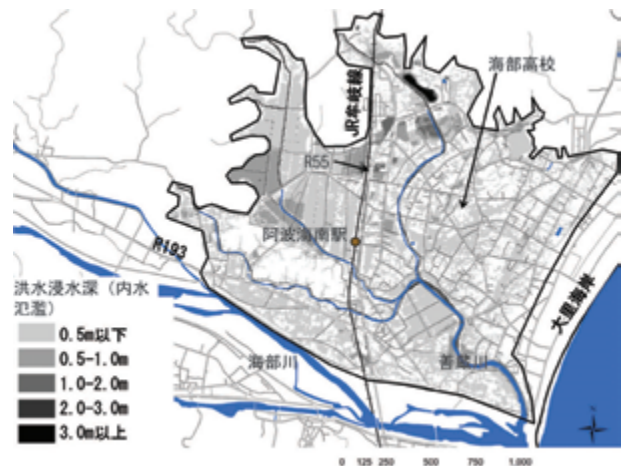 海部高校
JR牟岐線
R55
阿波海南駅
R193
洪水浸水深（内水
氾濫）
0.5m以下
0.5-1.0m
1.0-2.0m
2.0-3.0m
3.0m以上
海部川
善蔵川
大里海岸
0 125 250 500 750 1,000